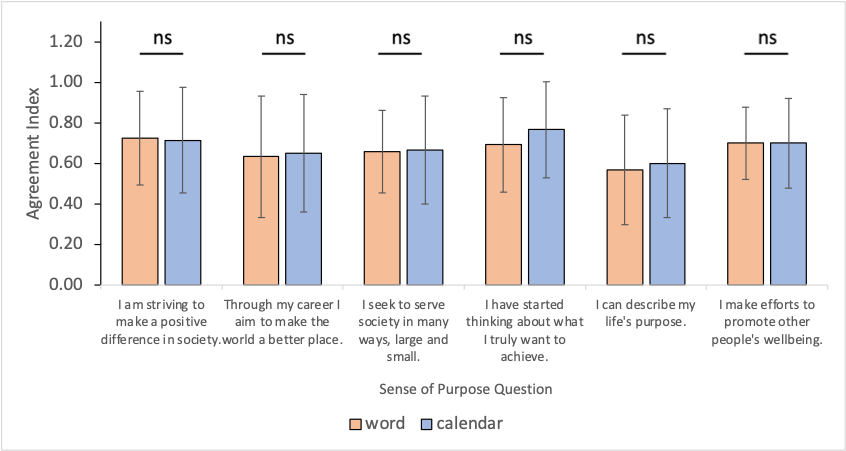 ns ns ns ns ns ns
1.20
1.00
0.80
0.60
0.40
0.20
0.00
Agreement Index
I am striving to
make a positive
difference in society.
Through my career I
aim to make the
world a better place.
I seek to serve
society in many
ways, large and
small.
I have started
thinking about what
I truly want to
achieve.
I can describe my
life's purpose.
I make efforts to
promote other
people's wellbeing.
Sense of Purpose Question
word calendar